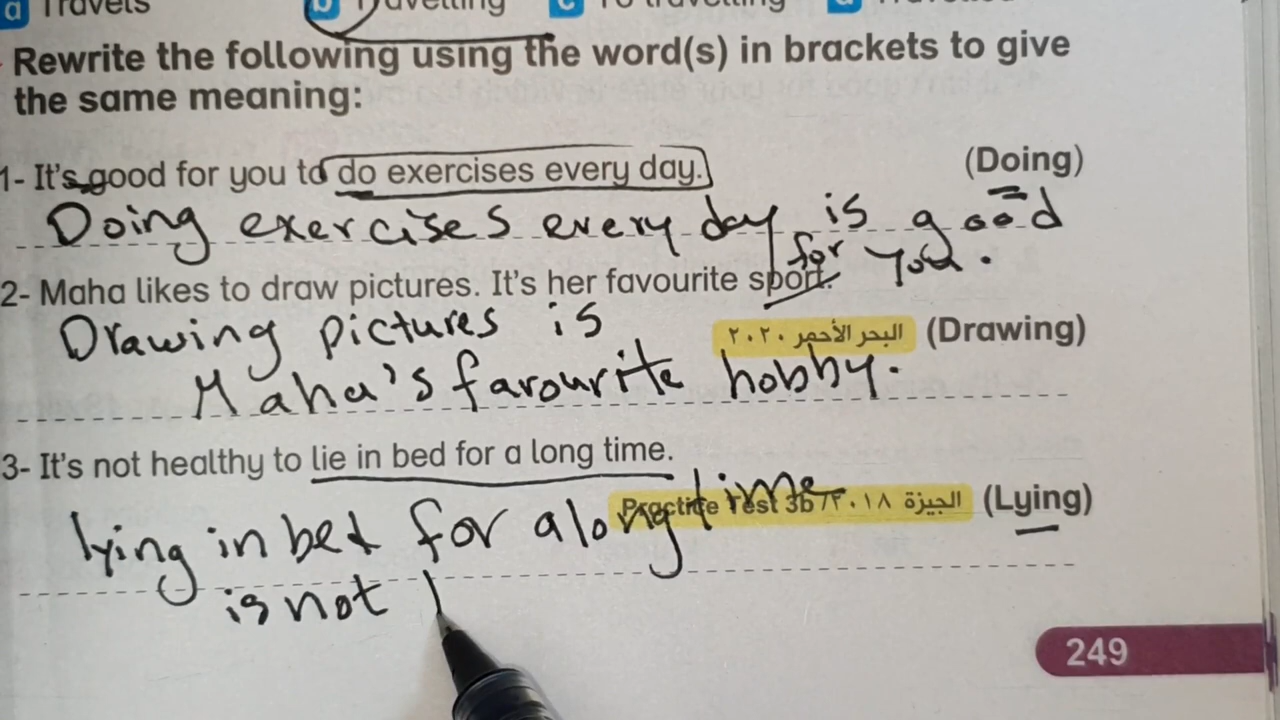 a Travels b Travelling c To travelling d
Rewrite the following using the word(s) in brackets to give
the same meaning:
1- It's good for you to do exercises every day. (Doing)
Doing exercises every day is good
for you.
2- Maha likes to draw pictures. It's her favourite sport.
Drawing pictures is
البحر الأحمر ٢٠٢٠ (Drawing)
Maha's favourite hobby.
3- It's not healthy to lie in bed for a long time.
Practice Test 3b / الجيزة ٢٠١٨ (Lying)
lying in bed for a long time
is not
249